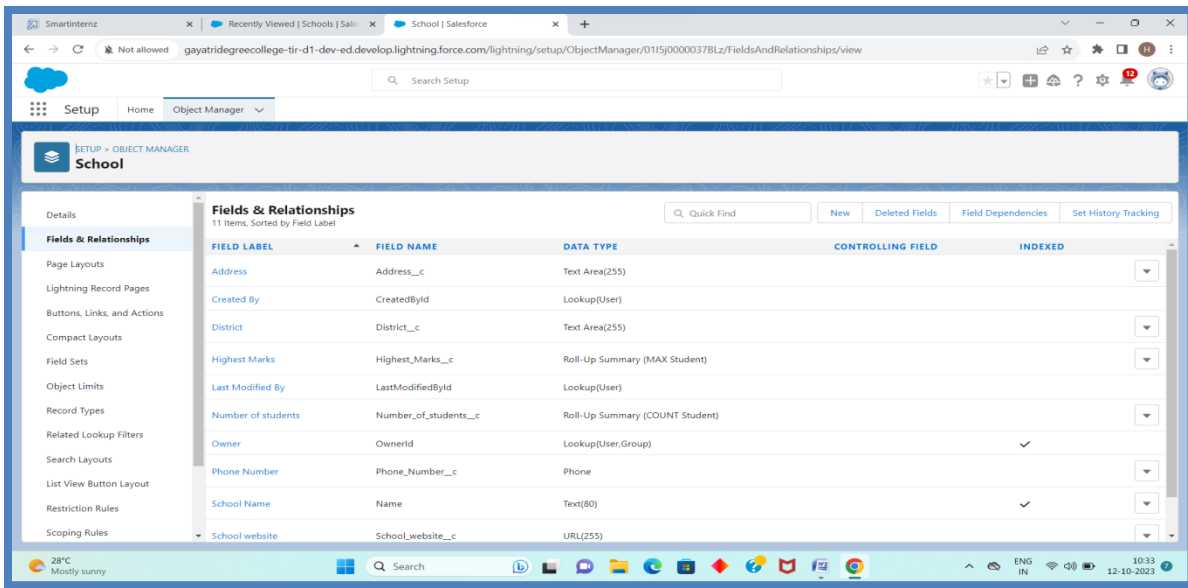 Smartinternz
Recently Viewed | Schools | Sale
School | Salesforce
Not allowed gayatridegreecollege-tir-d1-dev-ed.develop.lightning.force.com/lightning/setup/ObjectManager/01I5j0000037BLz/FieldsAndRelationships/view
H
Search Setup
12
Setup Home Object Manager
SETUP > OBJECT MANAGER
School
Details
Fields & Relationships
Page Layouts
Lightning Record Pages
Buttons, Links, and Actions
Compact Layouts
Field Sets
Object Limits
Record Types
Related Lookup Filters
Search Layouts
List View Button Layout
Restriction Rules
Scoping Rules
Fields & Relationships
11 Items, Sorted by Field Label
Quick Find New Deleted Fields Field Dependencies Set History Tracking
FIELD LABEL FIELD NAME DATA TYPE CONTROLLING FIELD INDEXED
Address Address__c Text Area(255)
Created By CreatedById Lookup(User)
District District__c Text Area(255)
Highest Marks Highest_Marks__c Roll-Up Summary (MAX Student)
Last Modified By LastModifiedById Lookup(User)
Number of students Number_of_students__c Roll-Up Summary (COUNT Student)
Owner OwnerId Lookup(User,Group)
Phone Number Phone_Number__c Phone
School Name Name Text(80)
School website School_website__c URL(255)
28°C
Mostly sunny
Search
ENG
IN
10:33
12-10-2023